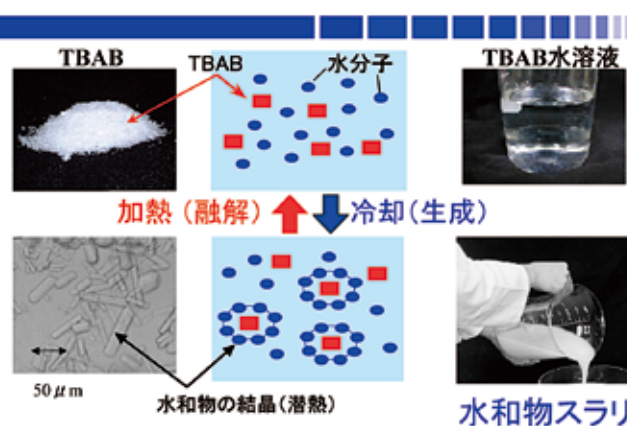 TBAB
TBAB
水分子
TBAB水溶液
加熱（融解）
冷却（生成）
50μm
水和物の結晶（潜熱）
水和物スラリ